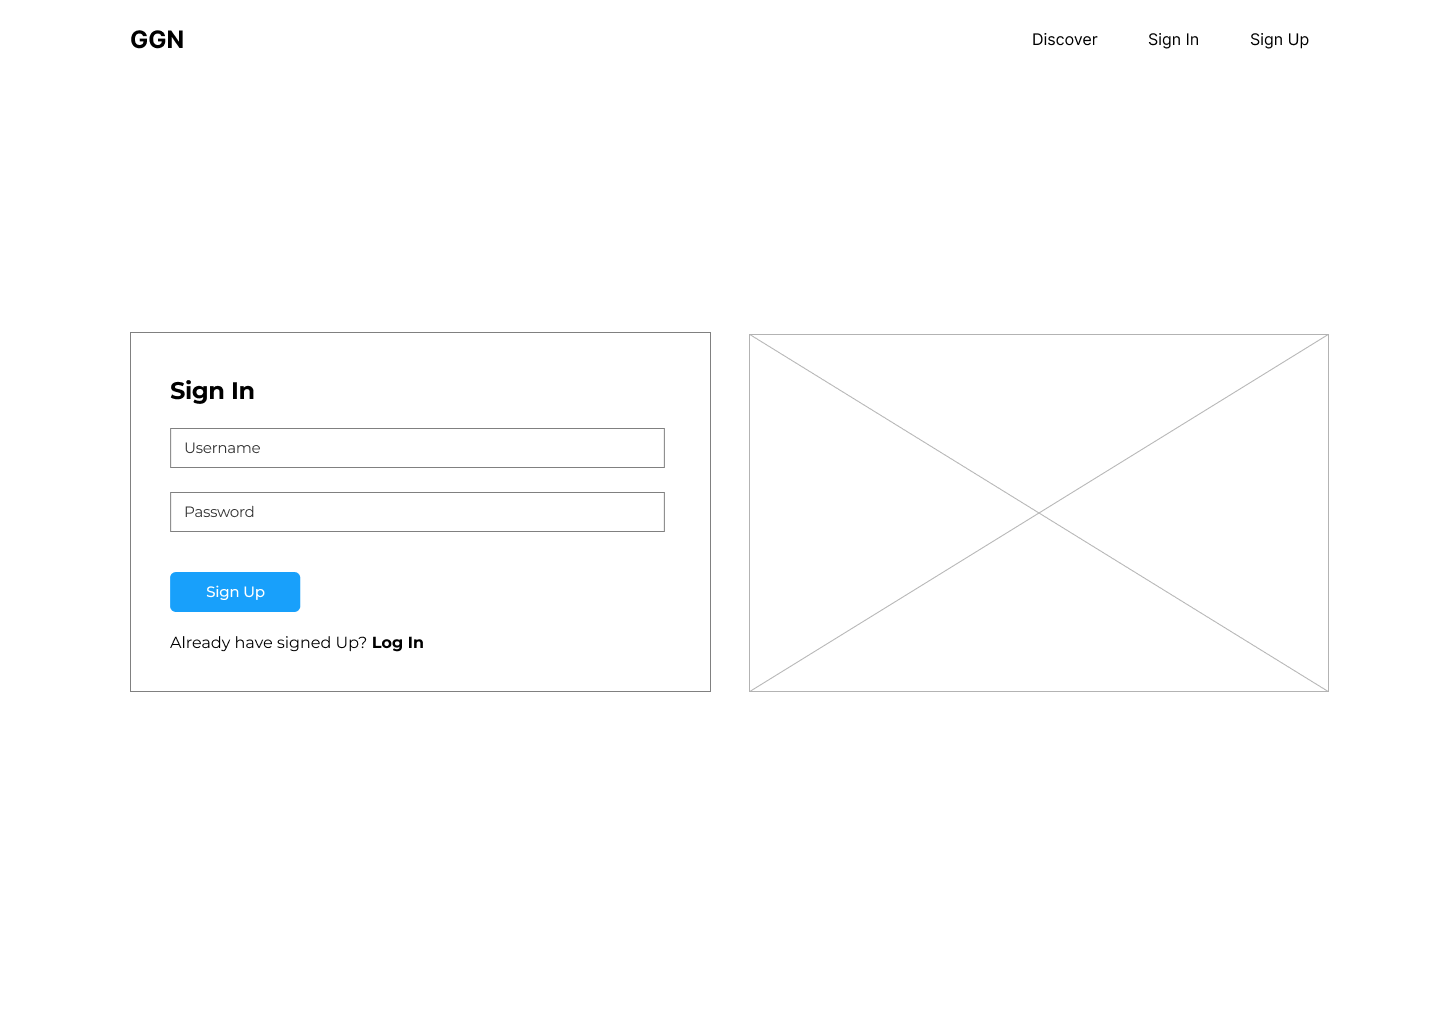 GGN
Discover Sign In Sign Up
Sign In
Username
Password
Sign Up
Already have signed Up? Log In